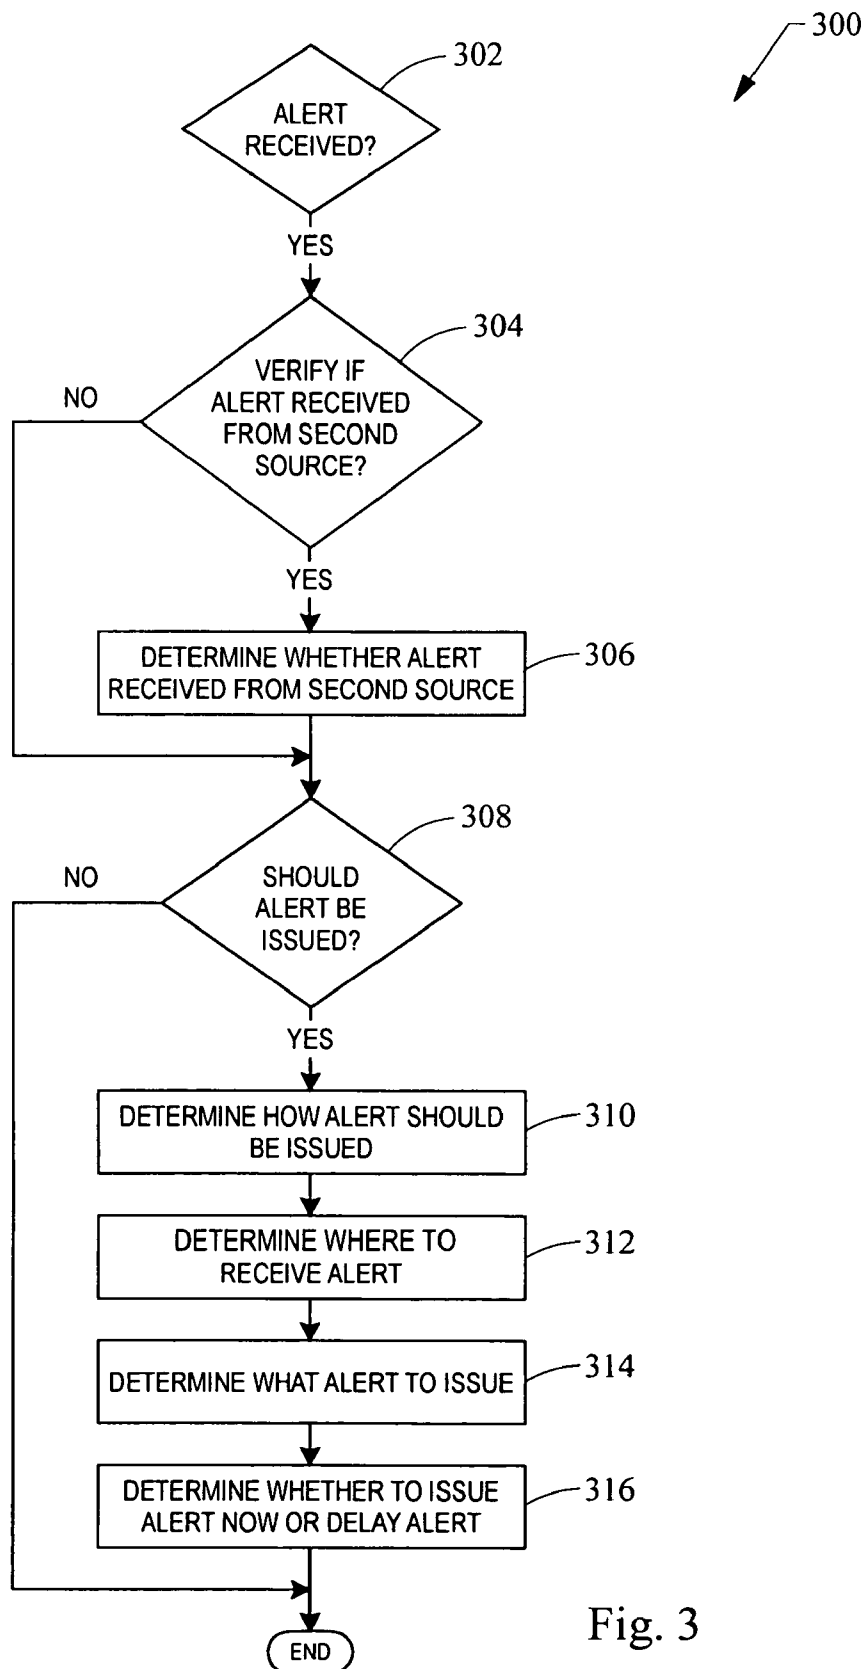 300
302
ALERT
RECEIVED?
YES
304
VERIFY IF
ALERT RECEIVED
FROM SECOND
SOURCE?
NO
YES
DETERMINE WHETHER ALERT
RECEIVED FROM SECOND SOURCE
306
308
SHOULD
ALERT BE
ISSUED?
NO
YES
DETERMINE HOW ALERT SHOULD
BE ISSUED
310
DETERMINE WHERE TO
RECEIVE ALERT
312
DETERMINE WHAT ALERT TO ISSUE
314
DETERMINE WHETHER TO ISSUE
ALERT NOW OR DELAY ALERT
316
END
Fig. 3